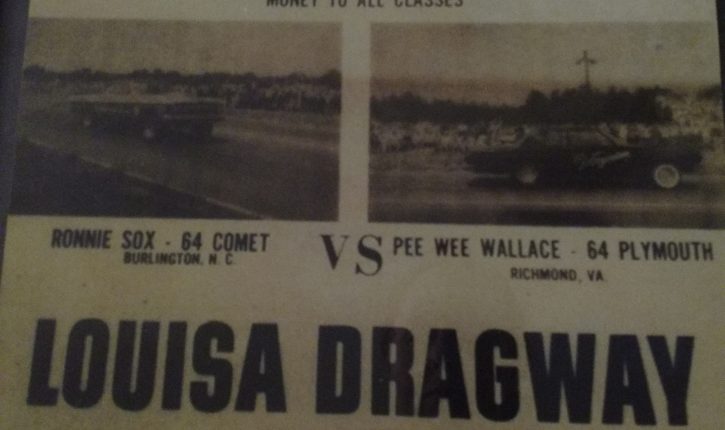 MONEY TO ALL CLASSES
RONNIE SOX - 64 COMET
BURLINGTON, N. C.
VS
PEE WEE WALLACE - 64 PLYMOUTH
RICHMOND, VA.
LOUISA DRAGWAY